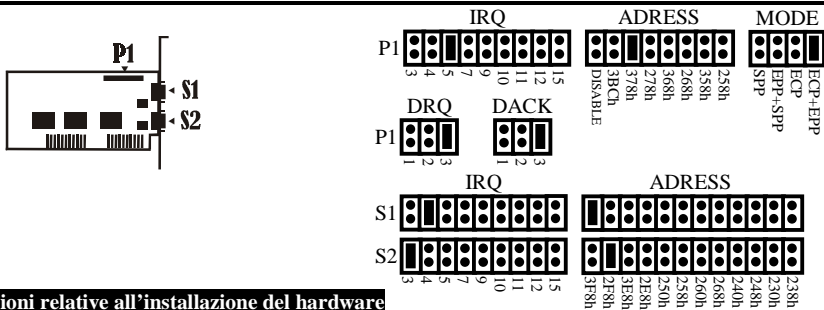 IRQ ADRESS MODE
P1
3 4 5 7 9 10 11 12 15
DISABLE 3BCh 378h 278h 368h 268h 358h 258h
SPP EPP+SPP ECP ECP+EPP
P1
S1
S2
DRQ DACK
P1
1 2 3 1 2 3
IRQ ADRESS
S1
S2
3 4 5 7 9 10 11 12 15
3F8h 2F8h 3E8h 2E8h 250h 258h 260h 268h 240h 248h 230h 238h
ioni relative all’installazione del hardware